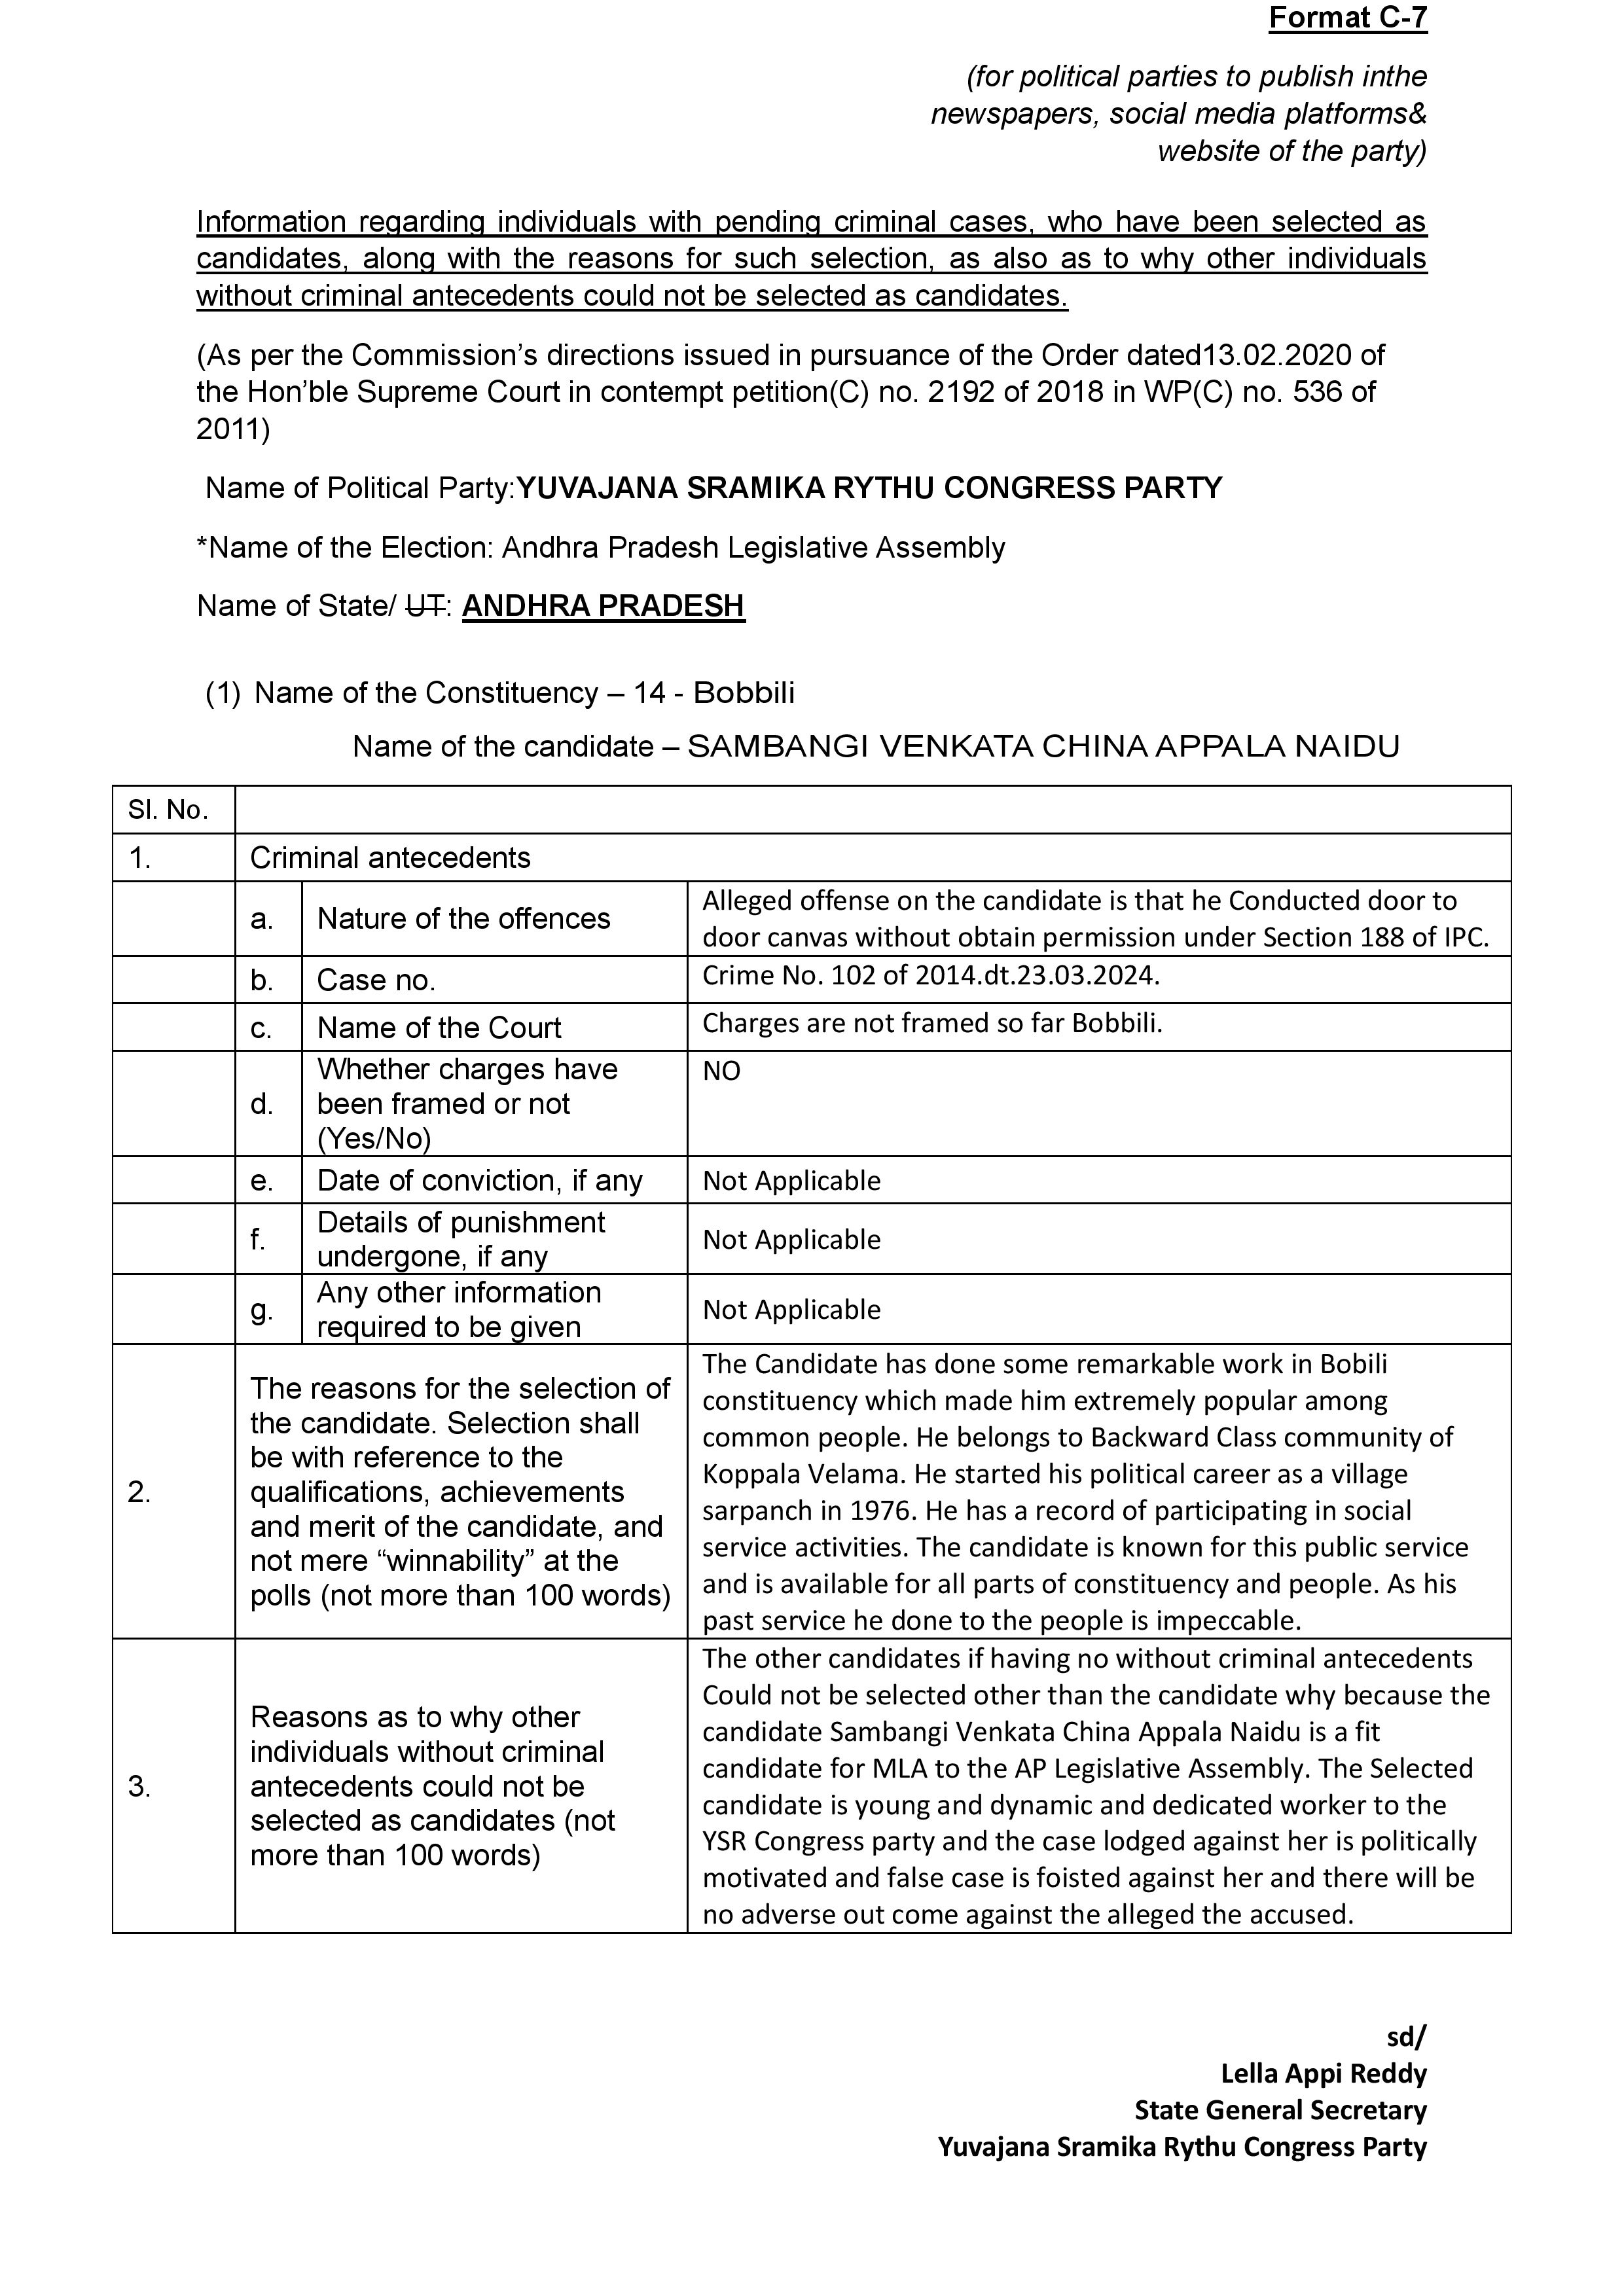 Format C-7
(for political parties to publish inthe
newspapers, social media platforms&
website of the party)
Information regarding individuals with pending criminal cases, who have been selected as
candidates, along with the reasons for such selection, as also as to why other individuals
without criminal antecedents could not be selected as candidates.
(As per the Commission’s directions issued in pursuance of the Order dated13.02.2020 of
the Hon’ble Supreme Court in contempt petition(C) no. 2192 of 2018 in WP(C) no. 536 of
2011)
Name of Political Party:YUVAJANA SRAMIKA RYTHU CONGRESS PARTY
*Name of the Election: Andhra Pradesh Legislative Assembly
Name of State/ UT: ANDHRA PRADESH
(1) Name of the Constituency – 14 - Bobbili
Name of the candidate – SAMBANGI VENKATA CHINA APPALA NAIDU
Sl. No.
1. Criminal antecedents
a. Nature of the offences
Alleged offense on the candidate is that he Conducted door to
door canvas without obtain permission under Section 188 of IPC.
b. Case no.
Crime No. 102 of 2014.dt.23.03.2024.
c. Name of the Court
Charges are not framed so far Bobbili.
d.
Whether charges have
been framed or not
(Yes/No)
NO
e. Date of conviction, if any
Not Applicable
f.
Details of punishment
undergone, if any
Not Applicable
g.
Any other information
required to be given
Not Applicable
2.
The reasons for the selection of
the candidate. Selection shall
be with reference to the
qualifications, achievements
and merit of the candidate, and
not mere “winnability” at the
polls (not more than 100 words)
The Candidate has done some remarkable work in Bobili
constituency which made him extremely popular among
common people. He belongs to Backward Class community of
Koppala Velama. He started his political career as a village
sarpanch in 1976. He has a record of participating in social
service activities. The candidate is known for this public service
and is available for all parts of constituency and people. As his
past service he done to the people is impeccable.
3.
Reasons as to why other
individuals without criminal
antecedents could not be
selected as candidates (not
more than 100 words)
The other candidates if having no without criminal antecedents
Could not be selected other than the candidate why because the
candidate Sambangi Venkata China Appala Naidu is a fit
candidate for MLA to the AP Legislative Assembly. The Selected
candidate is young and dynamic and dedicated worker to the
YSR Congress party and the case lodged against her is politically
motivated and false case is foisted against her and there will be
no adverse out come against the alleged the accused.
sd/
Lella Appi Reddy
State General Secretary
Yuvajana Sramika Rythu Congress Party